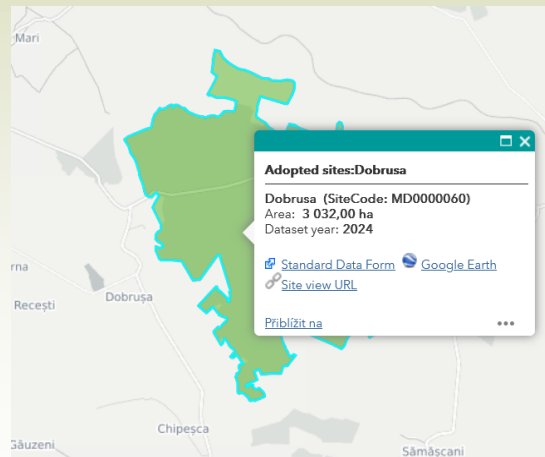 Mari
Adopted sites:Dobrusa
Dobrusa (SiteCode: MD0000060)
Area: 3 032,00 ha
Dataset year: 2024
Standard Data Form Google Earth
Site view URL
Přiblížit na
rna
Dobrușa
Recești
Chipeșca
Găuzeni
Sămășcani